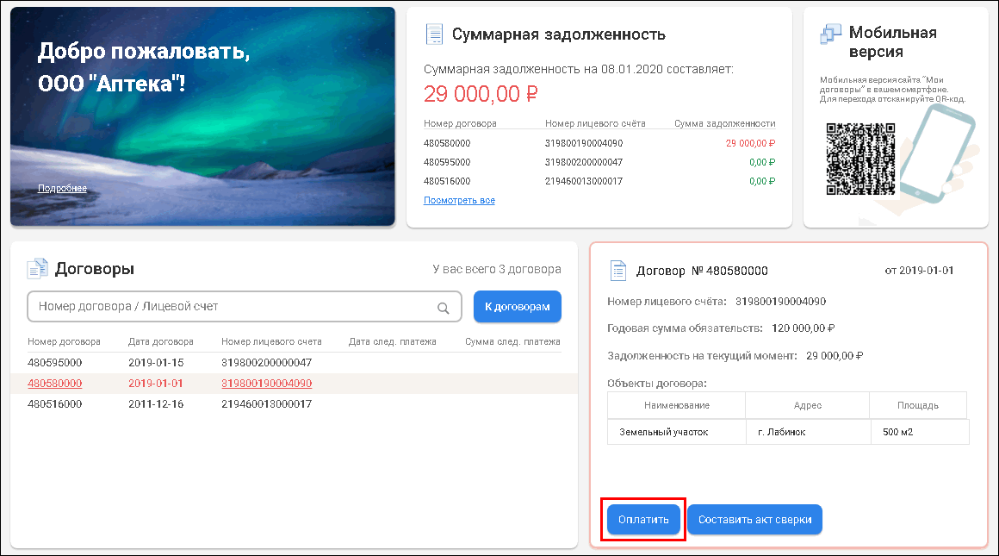 Добро пожаловать,
ООО "Аптека"!
Подробнее
Суммарная задолженность
Суммарная задолженность на 08.01.2020 составляет:
29 000,00 ₽
Номер договора Номер лицевого счёта Сумма задолженности
480580000 319800190004090 29 000,00 ₽
480595000 319800200000047 0,00 ₽
480516000 219460013000017 0,00 ₽
Посмотреть все
Мобильная
версия
Мобильная версия сайта "Мои
договоры" в вашем смартфоне.
Для перехода отсканируйте QR-код.
Договоры У вас всего 3 договора
Номер договора / Лицевой счет К договорам
Номер договора Дата договора Номер лицевого счета Дата след. платежа Сумма след. платежа
480595000 2019-01-15 319800200000047
480580000 2019-01-01 319800190004090
480516000 2011-12-16 219460013000017
Договор № 480580000 от 2019-01-01
Номер лицевого счёта: 319800190004090
Годовая сумма обязательств: 120 000,00 ₽
Задолженность на текущий момент: 29 000,00 ₽
Объекты договора:
Наименование Адрес Площадь
Земельный участок г. Лабинск 500 м2
Оплатить Составить акт сверки